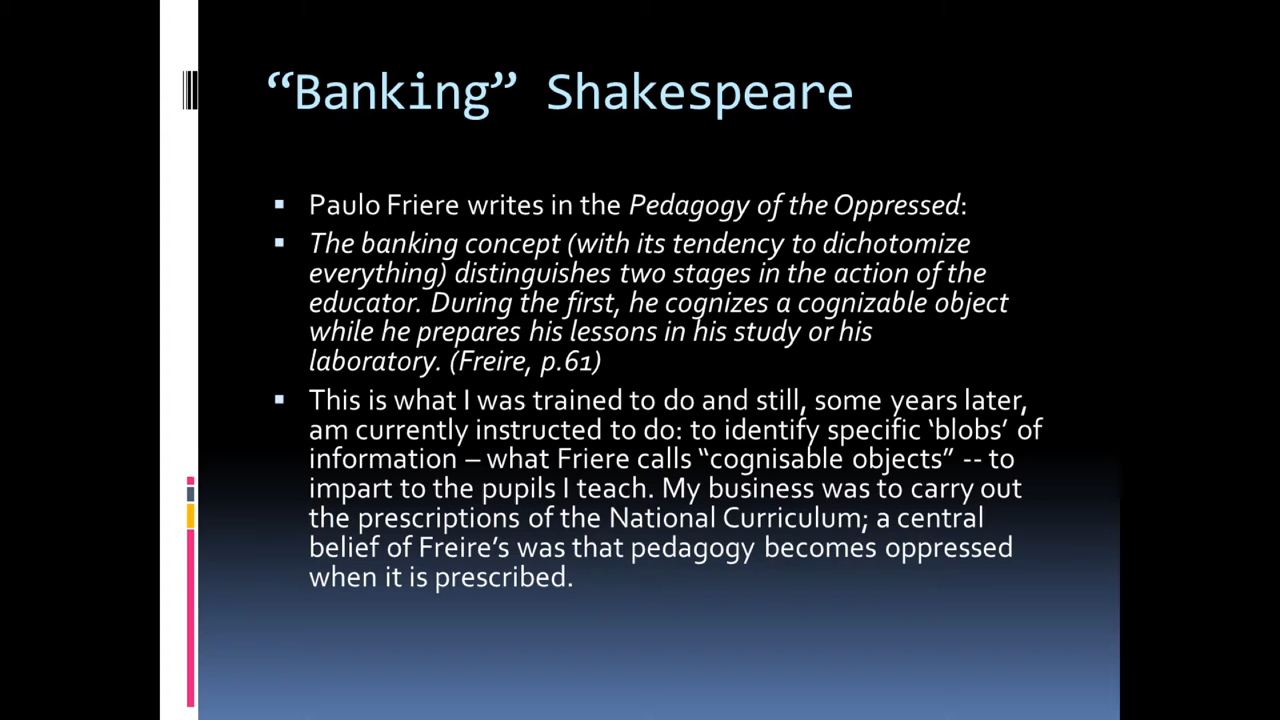 “Banking” Shakespeare
▪ Paulo Friere writes in the Pedagogy of the Oppressed:
▪ The banking concept (with its tendency to dichotomize
everything) distinguishes two stages in the action of the
educator. During the first, he cognizes a cognizable object
while he prepares his lessons in his study or his
laboratory. (Freire, p.61)
▪ This is what I was trained to do and still, some years later,
am currently instructed to do: to identify specific ‘blobs’ of
information – what Friere calls “cognisable objects” -- to
impart to the pupils I teach. My business was to carry out
the prescriptions of the National Curriculum; a central
belief of Freire’s was that pedagogy becomes oppressed
when it is prescribed.